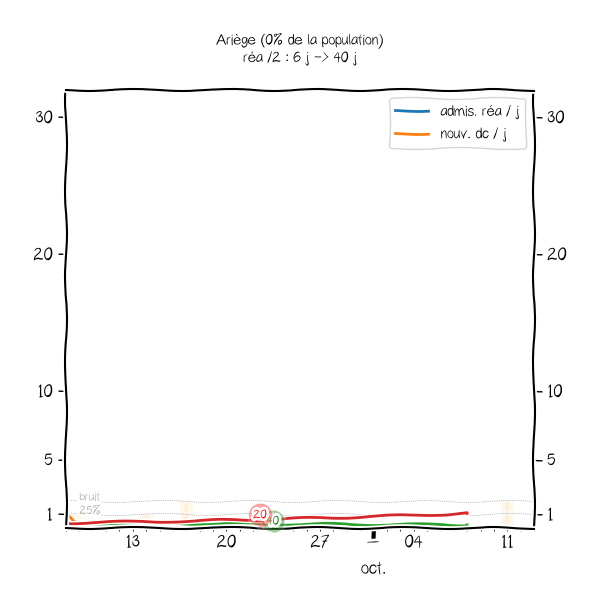 Ariège (0% de la population)
réa /2 : 6 j -> 40 j
admis. réa / j
nouv. dc / j
30 30
20 20
10 10
5 5
bruit
25%
1 1
20
40
13 20 27 04 11
oct.